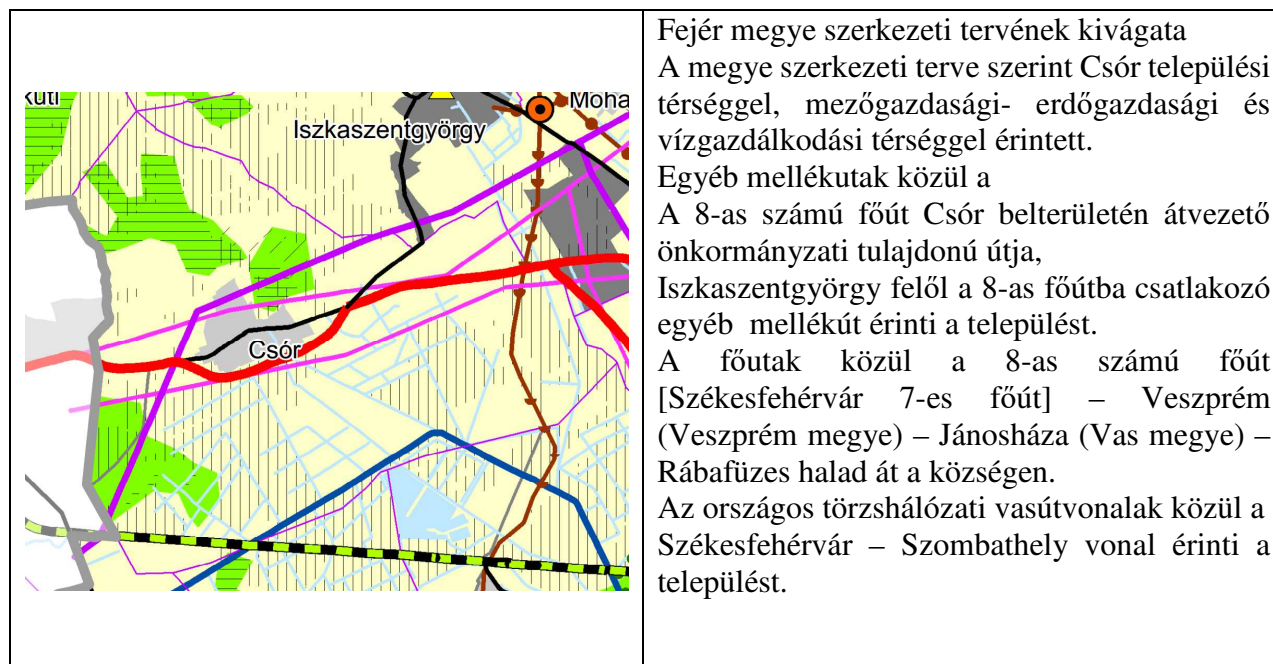 kuti
Moha
Iszkaszentgyörgy
Csór
Fejér megye szerkezeti tervének kivágata
A megye szerkezeti terve szerint Csór települési
térséggel, mezőgazdasági- erdőgazdasági és
vízgazdálkodási térséggel érintett.
Egyéb mellékutak közül a
A 8-as számú főút Csór belterületén átvezető
önkormányzati tulajdonú útja,
Iszkaszentgyörgy felől a 8-as főútba csatlakozó
egyéb mellékút érinti a települést.
A főutak közül a 8-as számú főút
[Székesfehérvár 7-es főút] – Veszprém
(Veszprém megye) – Jánosháza (Vas megye) –
Rábafüzes halad át a községen.
Az országos törzshálózati vasútvonalak közül a
Székesfehérvár – Szombathely vonal érinti a
települést.